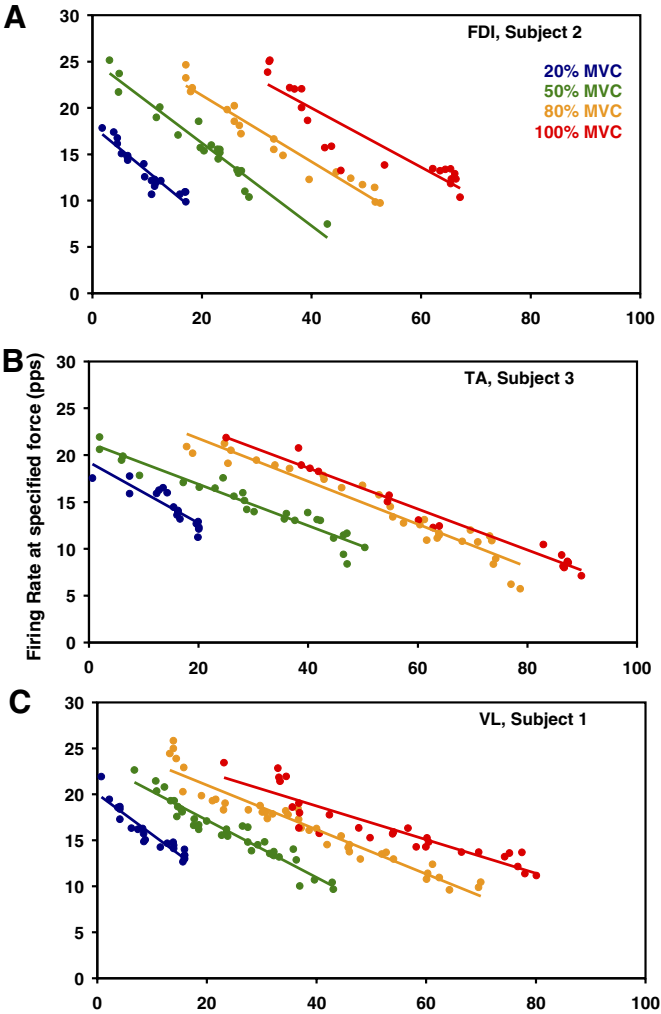 A
FDI, Subject 2
20% MVC
50% MVC
80% MVC
100% MVC
30
25
20
15
10
5
0
0 20 40 60 80 100
B
TA, Subject 3
Firing Rate at specified force (pps)
30
25
20
15
10
5
0
0 20 40 60 80 100
C
VL, Subject 1
30
25
20
15
10
5
0
0 20 40 60 80 100